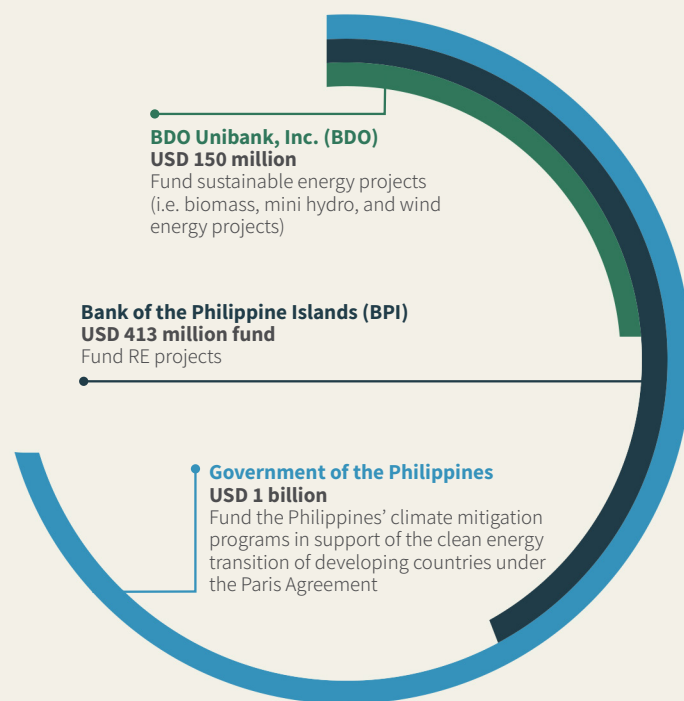 BDO Unibank, Inc. (BDO)
USD 150 million
Fund sustainable energy projects
(i.e. biomass, mini hydro, and wind
energy projects)
Bank of the Philippine Islands (BPI)
USD 413 million fund
Fund RE projects
Government of the Philippines
USD 1 billion
Fund the Philippines’ climate mitigation
programs in support of the clean energy
transition of developing countries under
the Paris Agreement